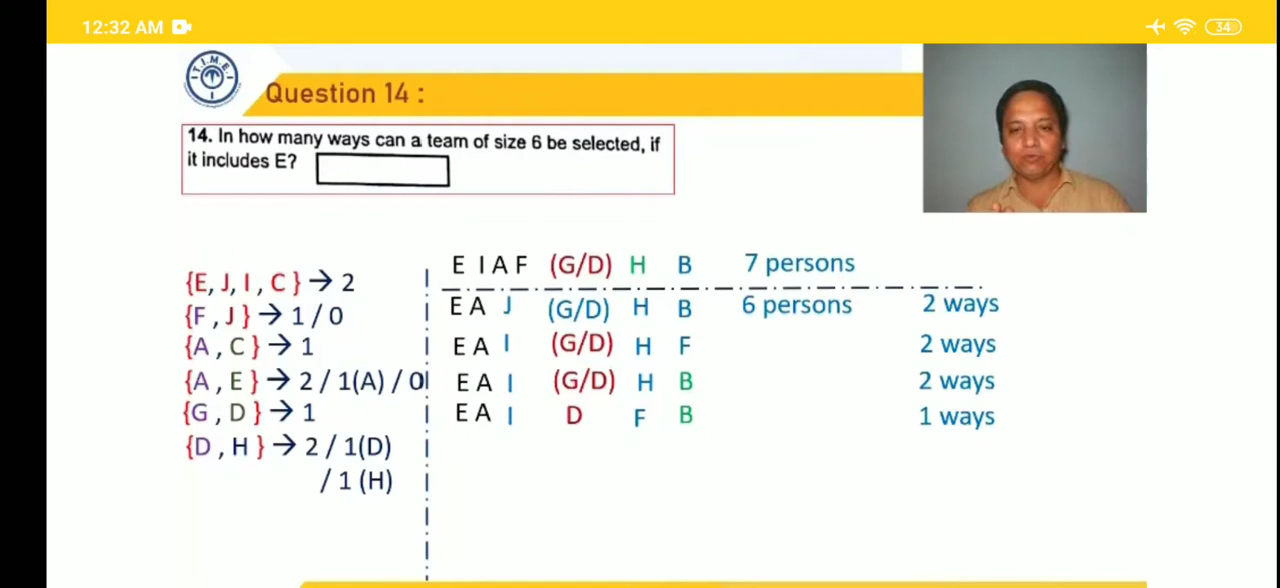 12:32 AM
34
I.T.I.M.E.I
Question 14 :
14. In how many ways can a team of size 6 be selected, if
it includes E?
E I A F (G/D) H B 7 persons
{E, J, I , C } → 2
E A J (G/D) H B 6 persons 2 ways
{F , J } → 1 / 0
E A I (G/D) H F 2 ways
{A , C } → 1
E A I (G/D) H B 2 ways
{A , E } → 2 / 1(A) / 0
E A I D F B 1 ways
{G , D } → 1
{D , H } → 2 / 1(D)
/ 1 (H)